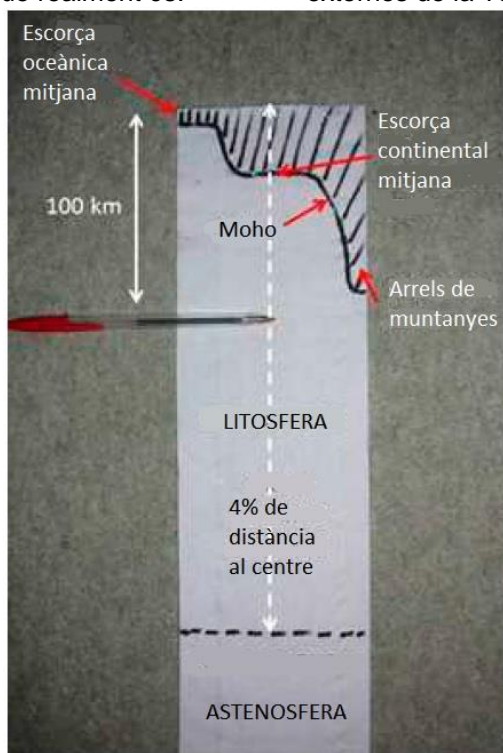 Escorça
oceànica
mitjana
Escorça
continental
mitjana
100 km
Moho
Arrels de
muntanyes
LITOSFERA
4% de
distància
al centre
ASTENOSFERA